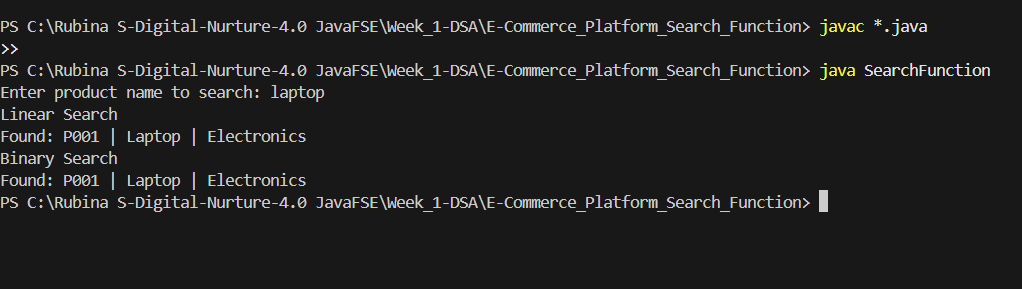 PS C:\Rubina S-Digital-Nurture-4.0 JavaFSE\Week_1-DSA\E-Commerce_Platform_Search_Function> javac *.java
>>
PS C:\Rubina S-Digital-Nurture-4.0 JavaFSE\Week_1-DSA\E-Commerce_Platform_Search_Function> java SearchFunction
Enter product name to search: laptop
Linear Search
Found: P001 | Laptop | Electronics
Binary Search
Found: P001 | Laptop | Electronics
PS C:\Rubina S-Digital-Nurture-4.0 JavaFSE\Week_1-DSA\E-Commerce_Platform_Search_Function>